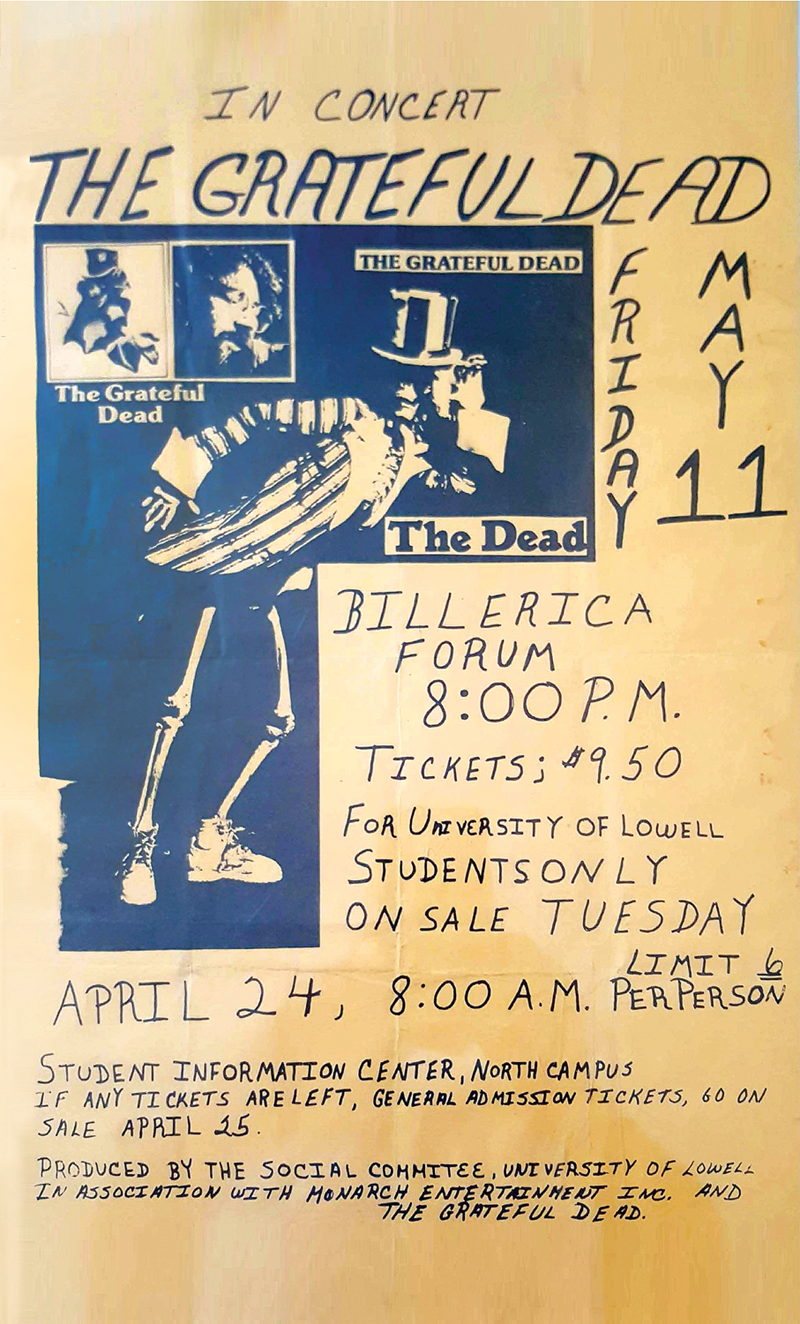 IN CONCERT
THE GRATEFUL DEAD
FRIDAY
MAY
11
THE GRATEFUL DEAD
The Grateful
Dead
The Dead
BILLERICA
FORUM
8:00 P.M.
TICKETS; $9.50
FOR UNIVERSITY OF LOWELL
STUDENTS ONLY
ON SALE TUESDAY
APRIL 24, 8:00 A.M.
LIMIT 6
PER PERSON
STUDENT INFORMATION CENTER, NORTH CAMPUS
IF ANY TICKETS ARE LEFT, GENERAL ADMISSION TICKETS, GO ON
SALE APRIL 25.
PRODUCED BY THE SOCIAL COMMITEE, UNIVERSITY OF LOWELL
IN ASSOCIATION WITH MONARCH ENTERTAINMENT INC. AND
THE GRATEFUL DEAD.